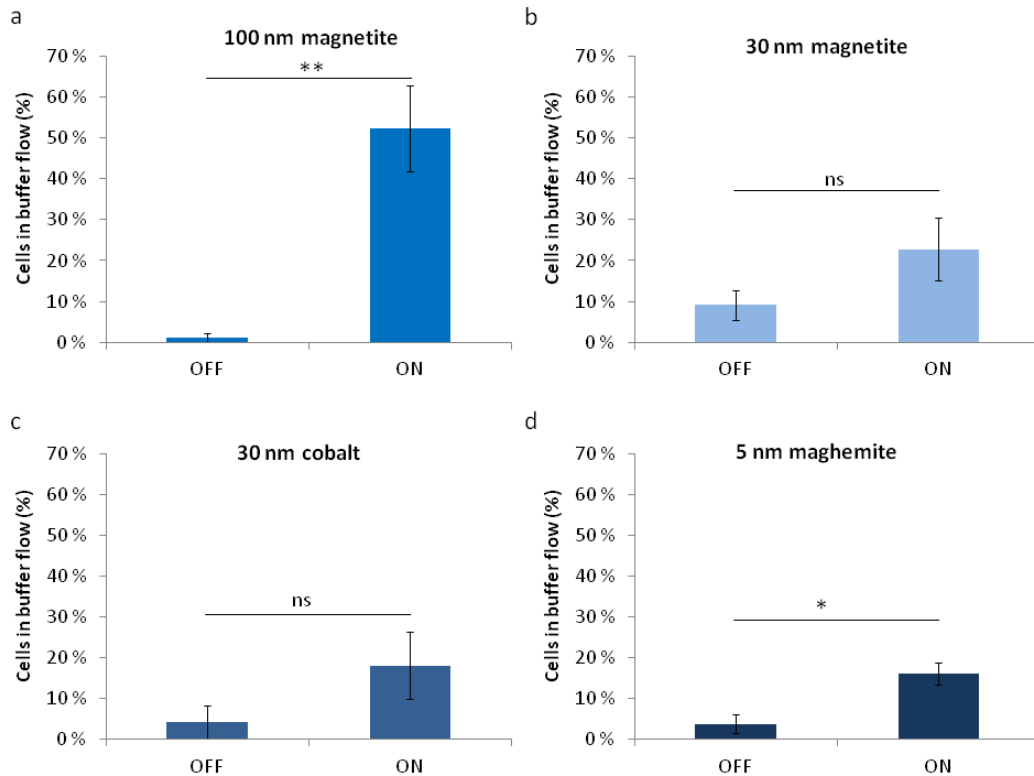 a
100 nm magnetite
**
Cells in buffer flow (%)
70 %
60 %
50 %
40 %
30 %
20 %
10 %
0 %
OFF ON
b
30 nm magnetite
ns
Cells in buffer flow (%)
70 %
60 %
50 %
40 %
30 %
20 %
10 %
0 %
OFF ON
c
30 nm cobalt
ns
Cells in buffer flow (%)
70 %
60 %
50 %
40 %
30 %
20 %
10 %
0 %
OFF ON
d
5 nm maghemite
*
Cells in buffer flow (%)
70 %
60 %
50 %
40 %
30 %
20 %
10 %
0 %
OFF ON